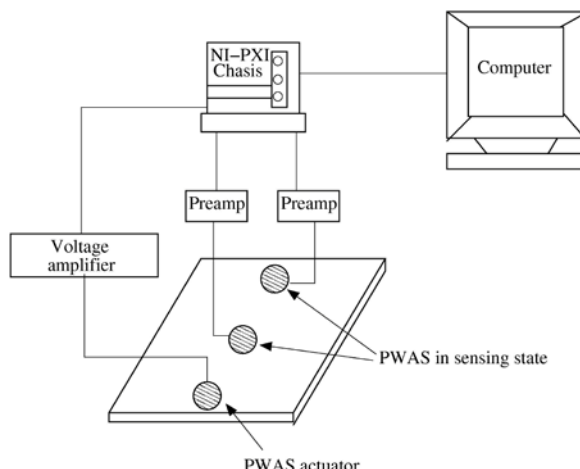 NI-PXI
Chasis
Computer
Preamp
Preamp
Voltage
amplifier
PWAS in sensing state
PWAS actuator